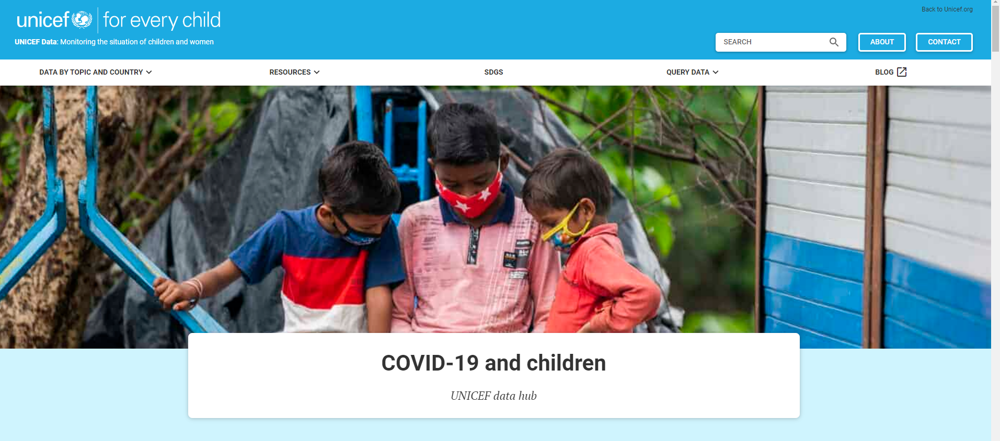 unicef for every child
Back to Unicef.org
UNICEF Data: Monitoring the situation of children and women
SEARCH
ABOUT
CONTACT
DATA BY TOPIC AND COUNTRY
RESOURCES
SDGS
QUERY DATA
BLOG
COVID-19 and children
UNICEF data hub